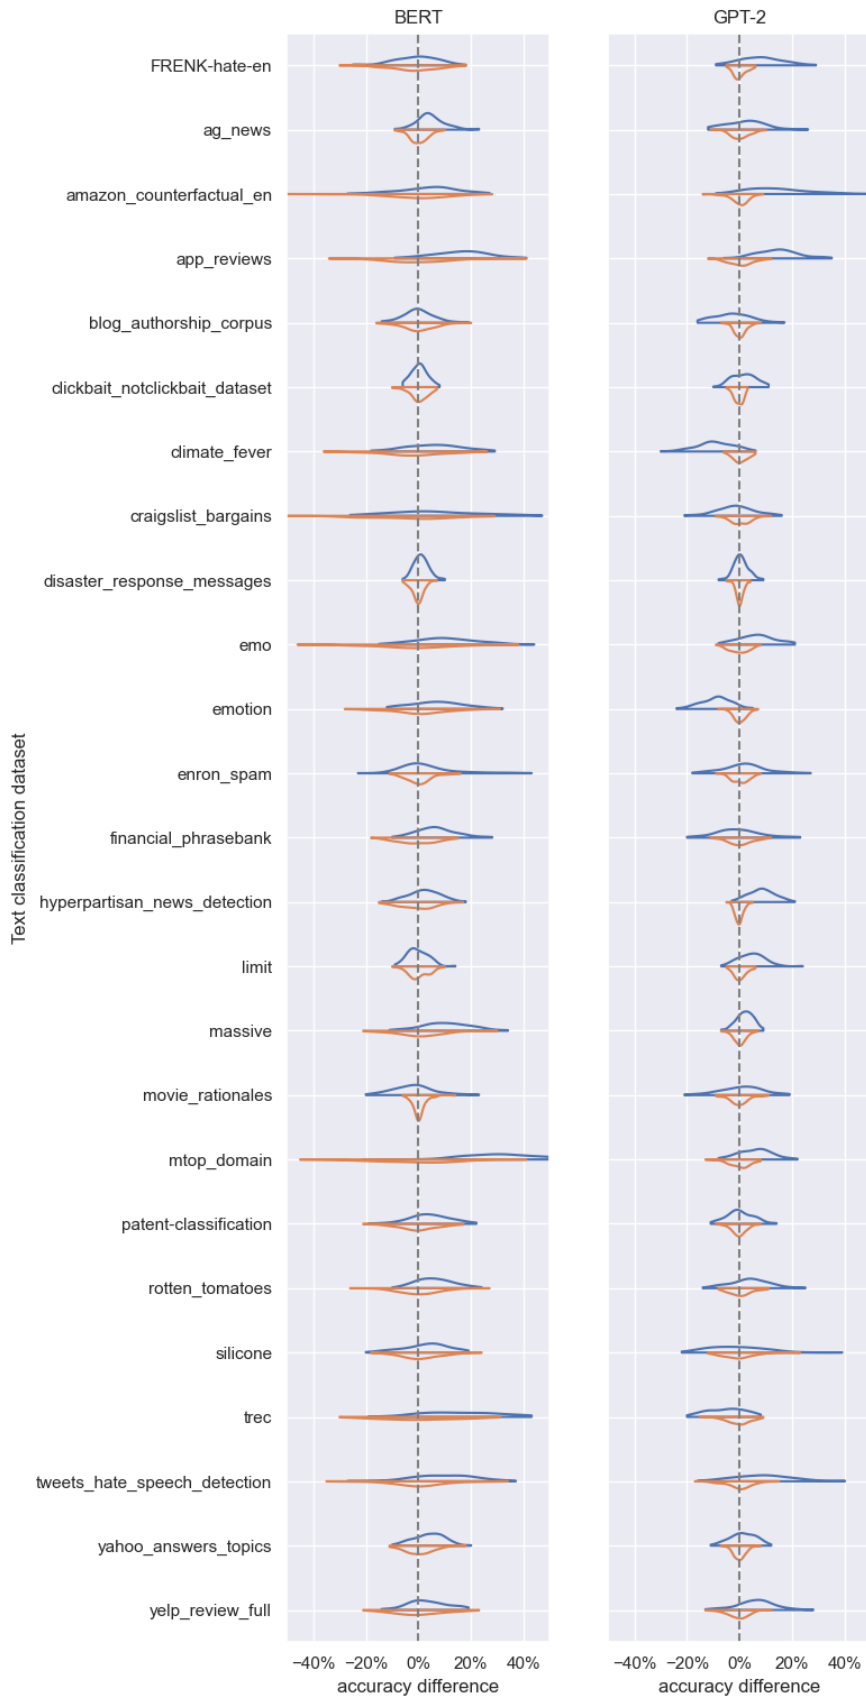 BERT
GPT-2
FRENK-hate-en
ag_news
amazon_counterfactual_en
app_reviews
blog_authorship_corpus
clickbait_notclickbait_dataset
climate_fever
craigslist_bargains
disaster_response_messages
emo
emotion
enron_spam
financial_phrasebank
hyperpartisan_news_detection
limit
massive
movie_rationales
mtop_domain
patent-classification
rotten_tomatoes
silicone
trec
tweets_hate_speech_detection
yahoo_answers_topics
yelp_review_full
Text classification dataset
−40% −20% 0% 20% 40%
accuracy difference
−40% −20% 0% 20% 40%
accuracy difference